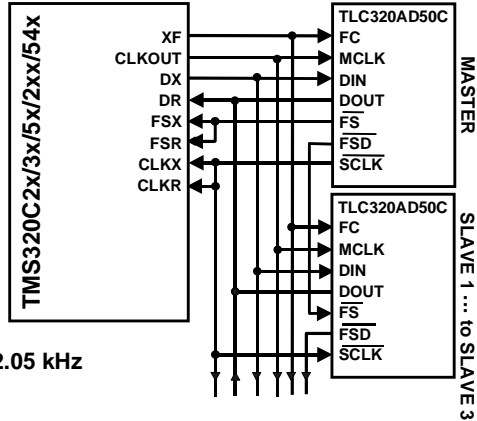 TMS320C2x/3x/5x/2xx/54x
XF
CLKOUT
DX
DR
FSX
FSR
CLKX
CLKR
TLC320AD50C
FC
MCLK
DIN
DOUT
FS
FSD
SCLK
MASTER
TLC320AD50C
FC
MCLK
DIN
DOUT
FS
FSD
SCLK
SLAVE 1 ... to SLAVE 3
2.05 kHz